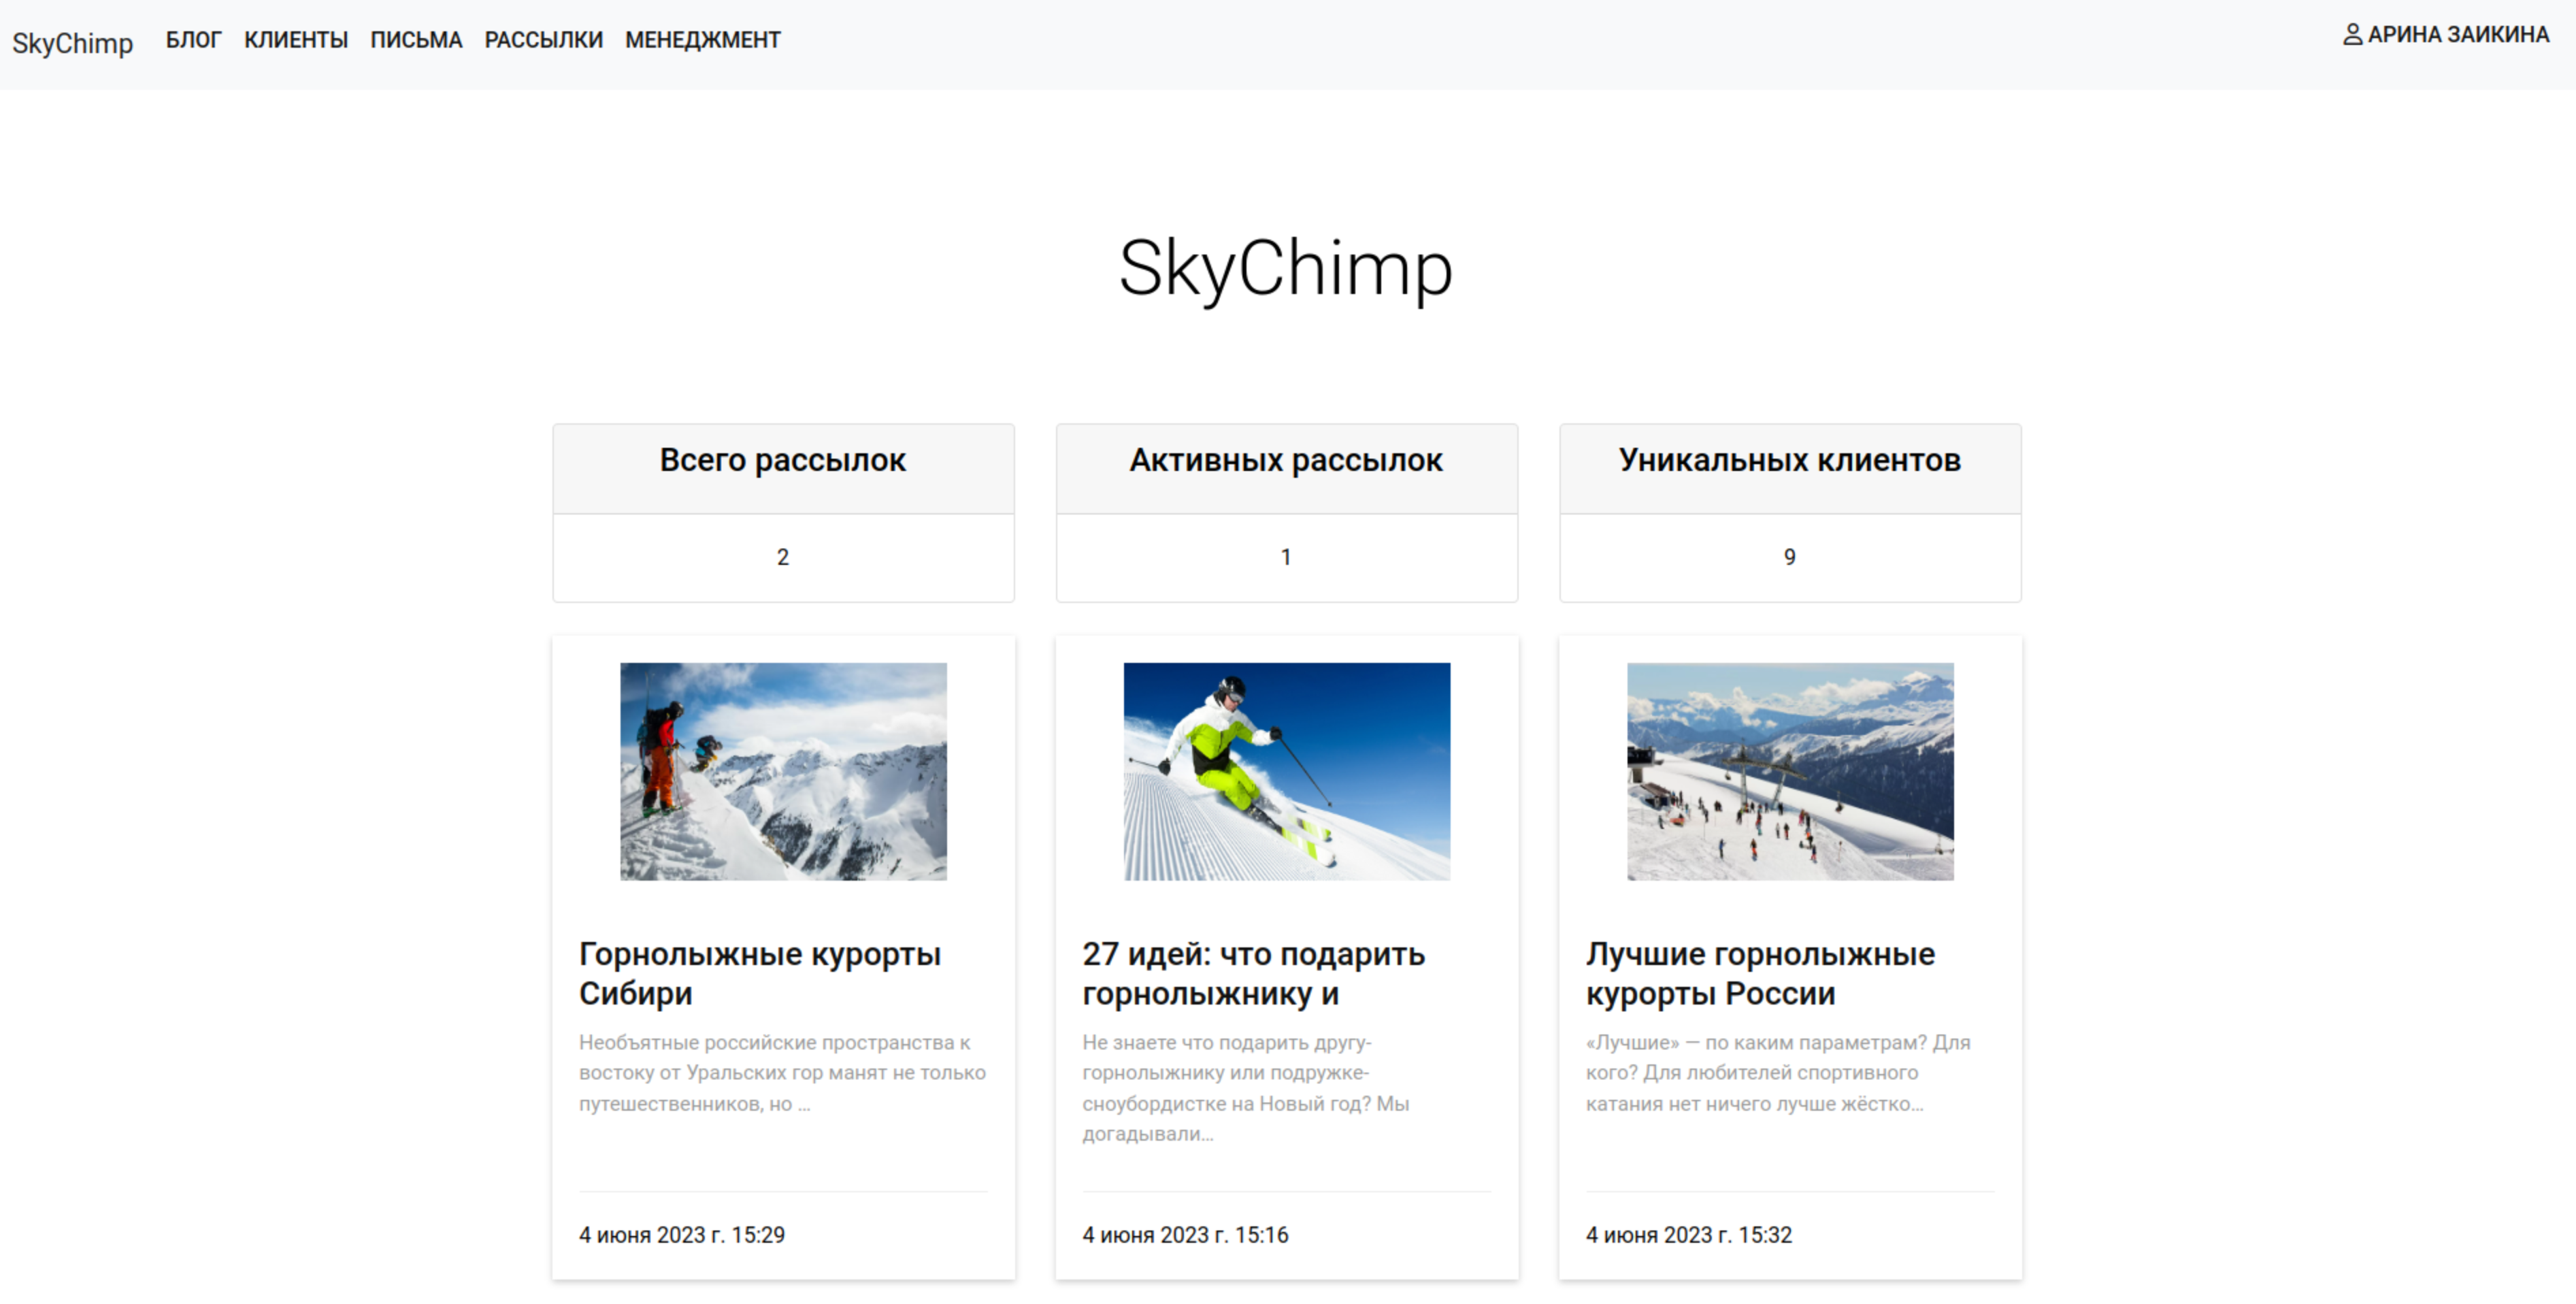 SkyChimp БЛОГ КЛИЕНТЫ ПИСЬМА РАССЫЛКИ МЕНЕДЖМЕНТ АРИНА ЗАИКИНА
SkyChimp
Всего рассылок
2
Активных рассылок
1
Уникальных клиентов
9
Горнолыжные курорты
Сибири
Необъятные российские пространства к
востоку от Уральских гор манят не только
путешественников, но ...
4 июня 2023 г. 15:29
27 идей: что подарить
горнолыжнику и
Не знаете что подарить другу-
горнолыжнику или подружке-
сноубордистке на Новый год? Мы
догадывали...
4 июня 2023 г. 15:16
Лучшие горнолыжные
курорты России
«Лучшие» — по каким параметрам? Для
кого? Для любителей спортивного
катания нет ничего лучше жёстко...
4 июня 2023 г. 15:32